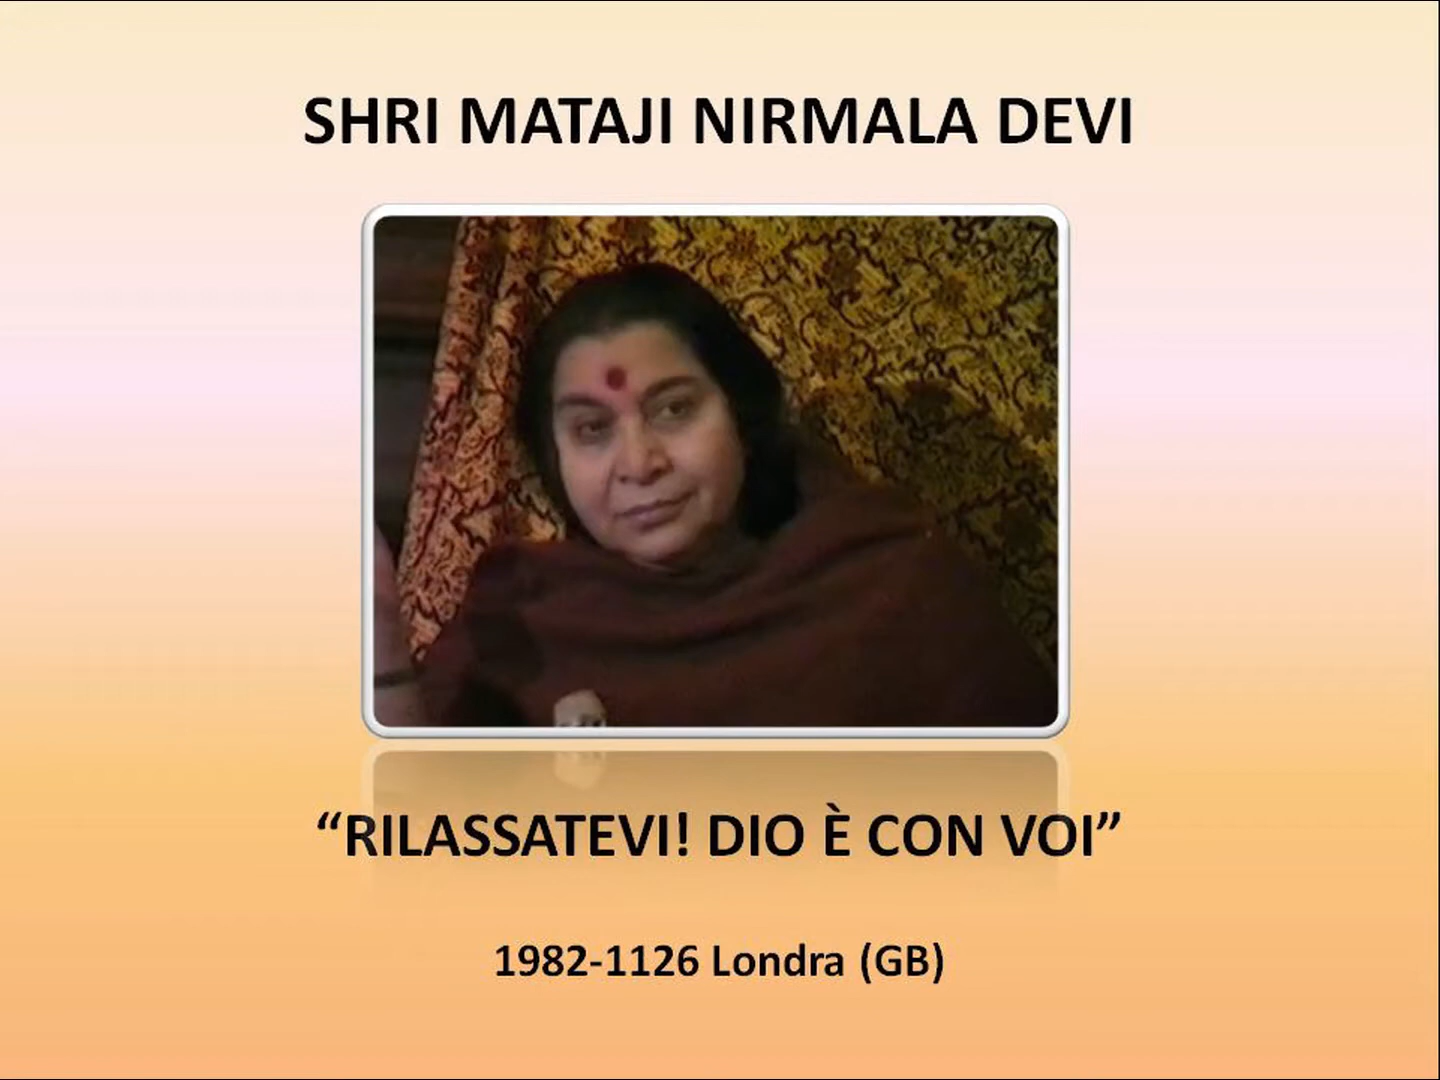 SHRI MATAJI NIRMALA DEVI
“RILASSATEVI! DIO È CON VOI”
1982-1126 Londra (GB)